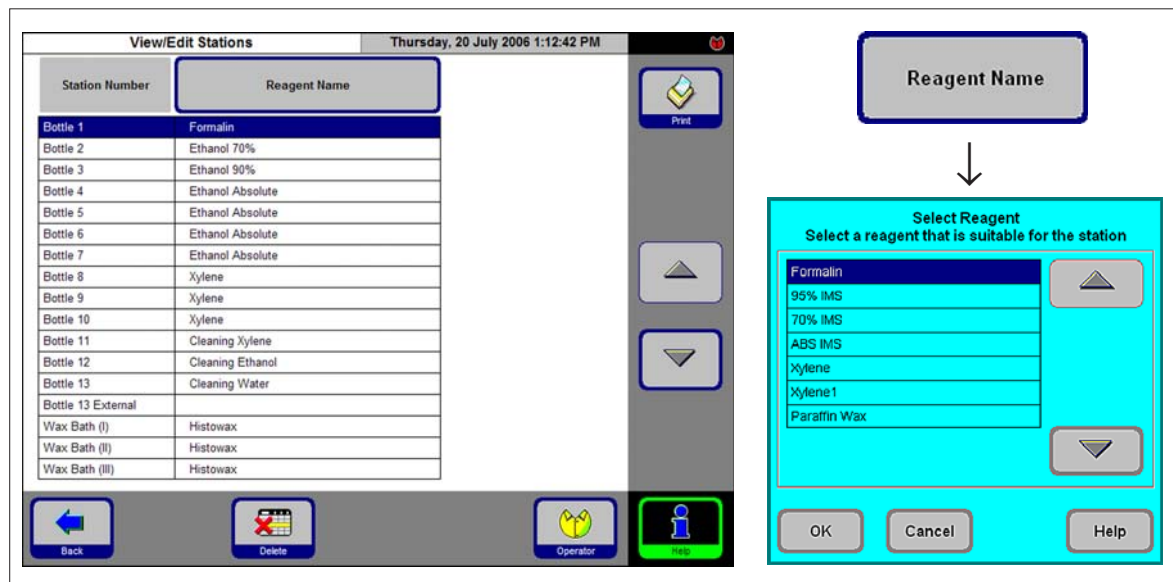 View/Edit Stations Thursday, 20 July 2006 1:12:42 PM
Station Number Reagent Name
Print
Bottle 1 Formalin
Bottle 2 Ethanol 70%
Bottle 3 Ethanol 90%
Bottle 4 Ethanol Absolute
Bottle 5 Ethanol Absolute
Bottle 6 Ethanol Absolute
Bottle 7 Ethanol Absolute
Bottle 8 Xylene
Bottle 9 Xylene
Bottle 10 Xylene
Bottle 11 Cleaning Xylene
Bottle 12 Cleaning Ethanol
Bottle 13 Cleaning Water
Bottle 13 External
Wax Bath (I) Histowax
Wax Bath (II) Histowax
Wax Bath (III) Histowax
Back Delete Operator Help
Reagent Name
Select Reagent
Select a reagent that is suitable for the station
Formalin
95% IMS
70% IMS
ABS IMS
Xylene
Xylene1
Paraffin Wax
OK Cancel Help